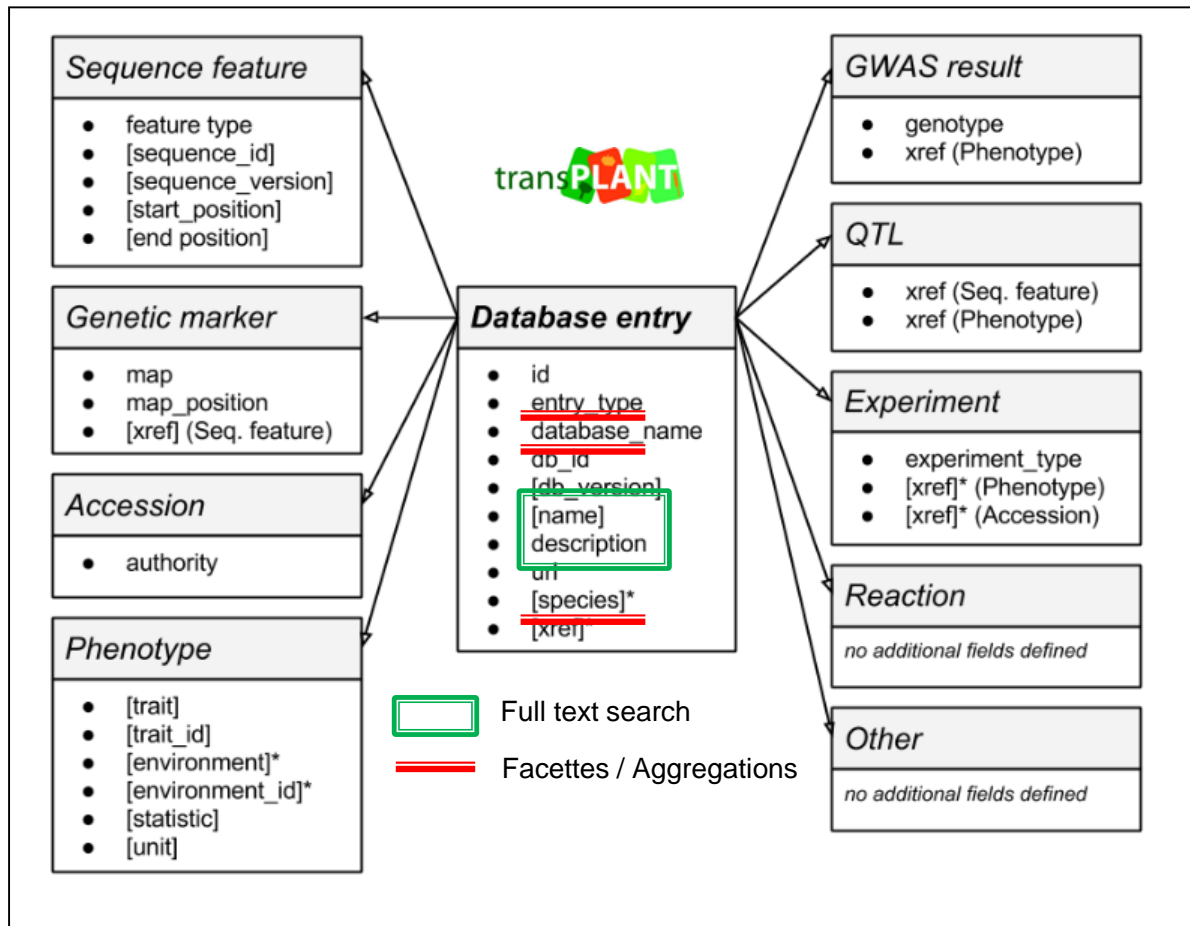 Sequence feature
● feature type
● [sequence_id]
● [sequence_version]
● [start_position]
● [end position]
Genetic marker
● map
● map_position
● [xref] (Seq. feature)
Accession
● authority
Phenotype
● [trait]
● [trait_id]
● [environment]*
● [environment_id]*
● [statistic]
● [unit]
transPLANT
Database entry
● id
● entry_type
● database_name
● db_id
● [db_version]
● [name]
● description
● url
● [species]*
● [xref]*
Full text search
Facettes / Aggregations
GWAS result
● genotype
● xref (Phenotype)
QTL
● xref (Seq. feature)
● xref (Phenotype)
Experiment
● experiment_type
● [xref]* (Phenotype)
● [xref]* (Accession)
Reaction
no additional fields defined
Other
no additional fields defined